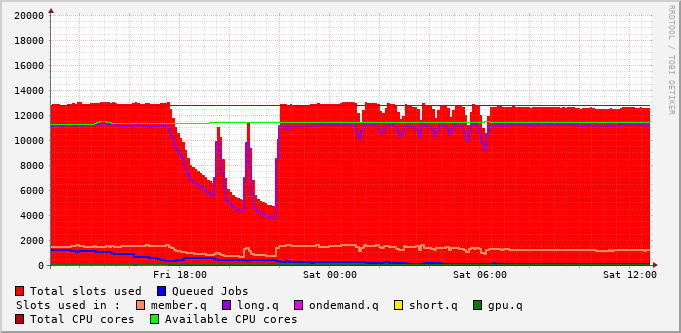 20000
18000
16000
14000
12000
10000
8000
6000
4000
2000
0
Fri 18:00 Sat 00:00 Sat 06:00 Sat 12:00
RRDTOOL / TOBI OETIKER
Total slots used Queued Jobs
Slots used in : member.q long.q ondemand.q short.q gpu.q
Total CPU cores Available CPU cores